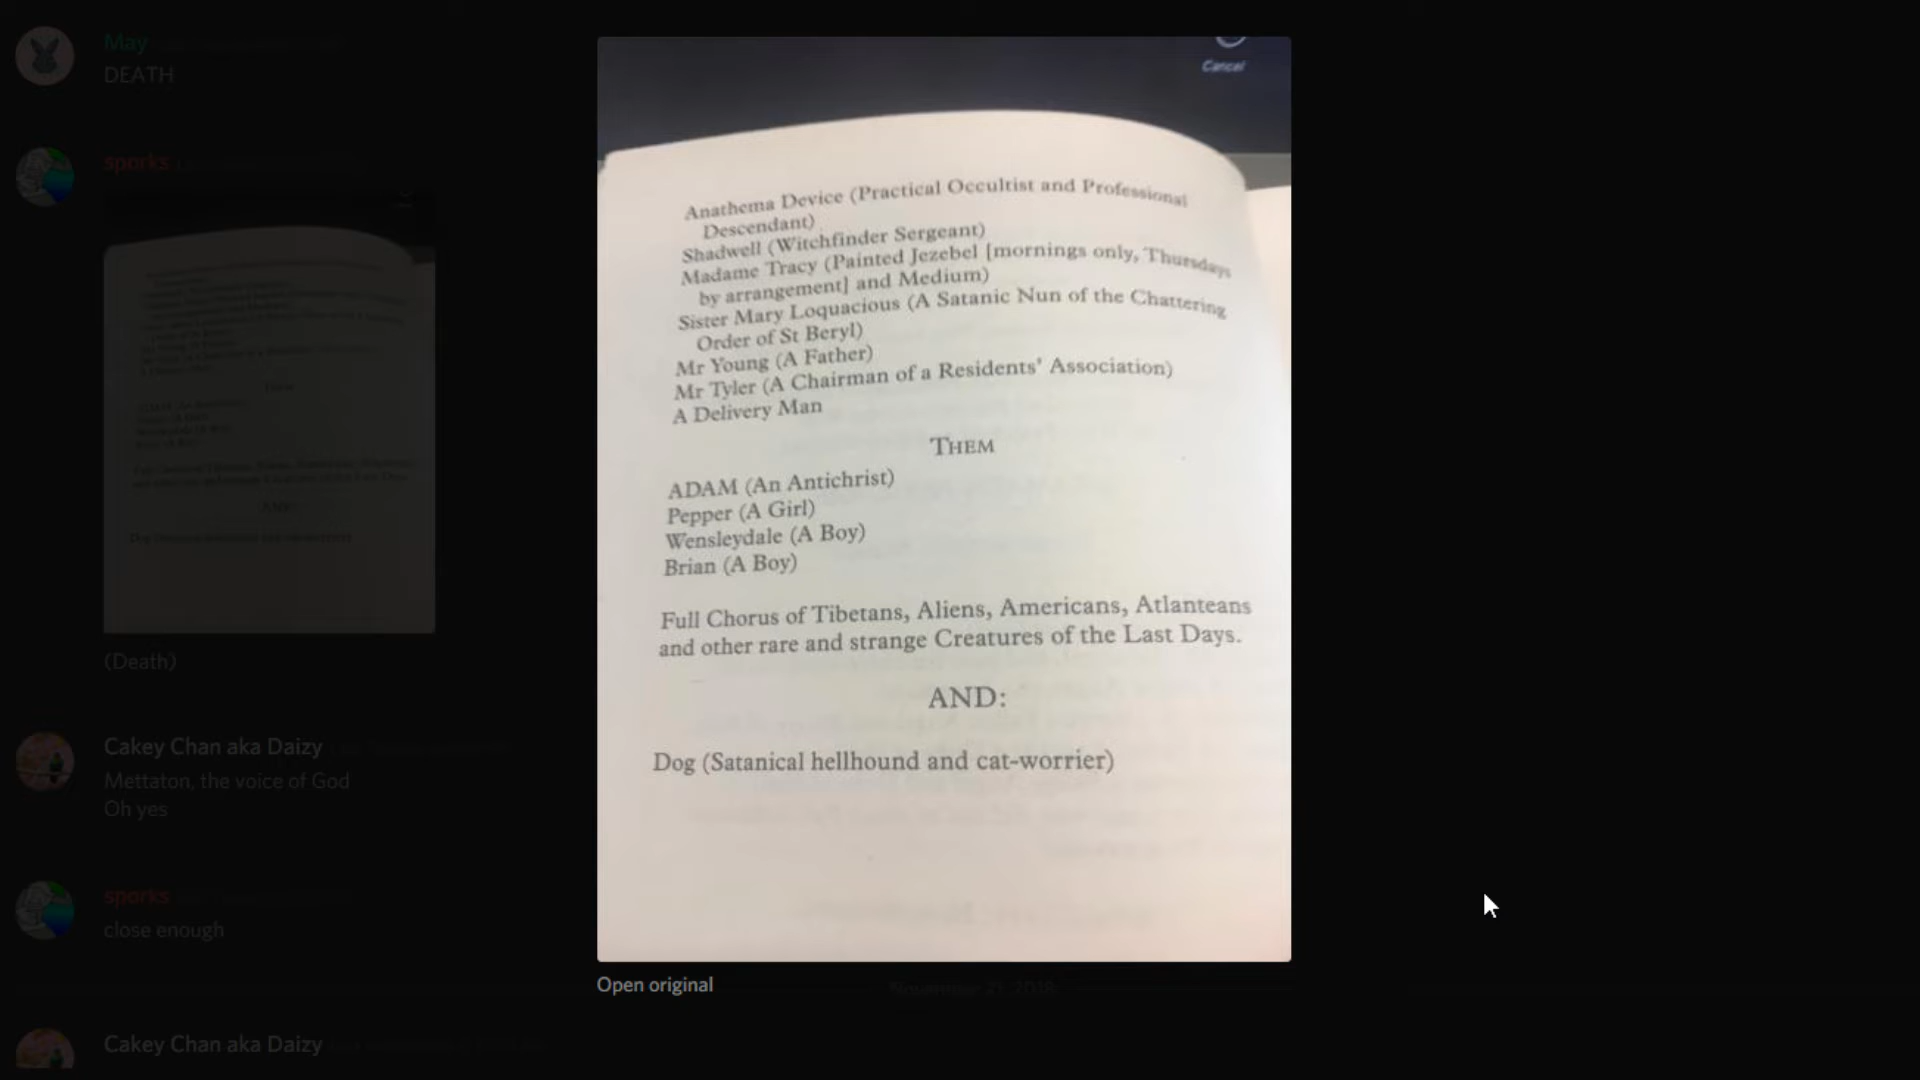 May
DEATH
sporks
(Death)
Cakey Chan aka Daizy
Mettaton, the voice of God
Oh yes
sporks
close enough
Cakey Chan aka Daizy
Cancel
Anathema Device (Practical Occultist and Professional
Descendant)
Shadwell (Witchfinder Sergeant)
Madame Tracy (Painted Jezebel [mornings only, Thursdays
by arrangement] and Medium)
Sister Mary Loquacious (A Satanic Nun of the Chattering
Order of St Beryl)
Mr Young (A Father)
Mr Tyler (A Chairman of a Residents' Association)
A Delivery Man
THEM
ADAM (An Antichrist)
Pepper (A Girl)
Wensleydale (A Boy)
Brian (A Boy)
Full Chorus of Tibetans, Aliens, Americans, Atlanteans
and other rare and strange Creatures of the Last Days.
AND:
Dog (Satanical hellhound and cat-worrier)
Open original